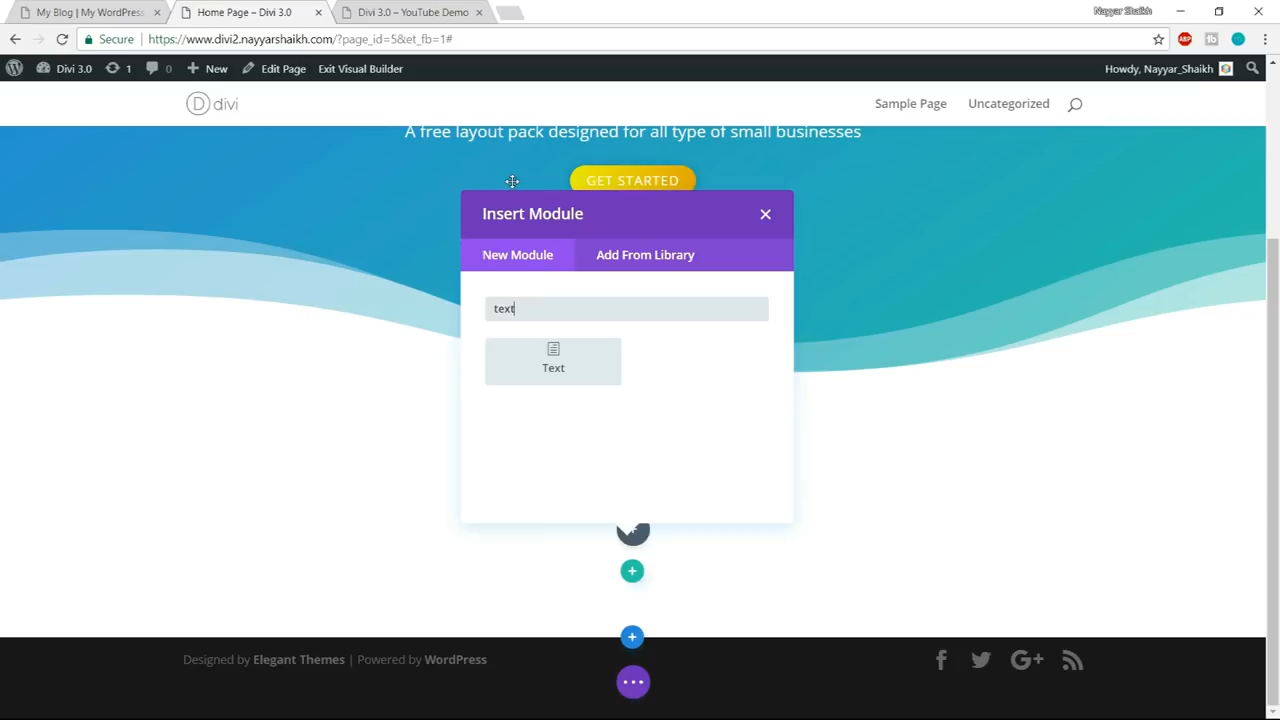 My Blog | My WordPress
Home Page – Divi 3.0
Divi 3.0 – YouTube Demo
Nayyar Shaikh
Secure
https://www.divi2.nayyarshaikh.com/?page_id=5&et_fb=1#
ABP
Divi 3.0
1
0
New
Edit Page
Exit Visual Builder
Howdy, Nayyar_Shaikh
D divi
Sample Page
Uncategorized
A free layout pack designed for all type of small businesses
GET STARTED
Insert Module
New Module
Add From Library
text
Text
Designed by Elegant Themes | Powered by WordPress